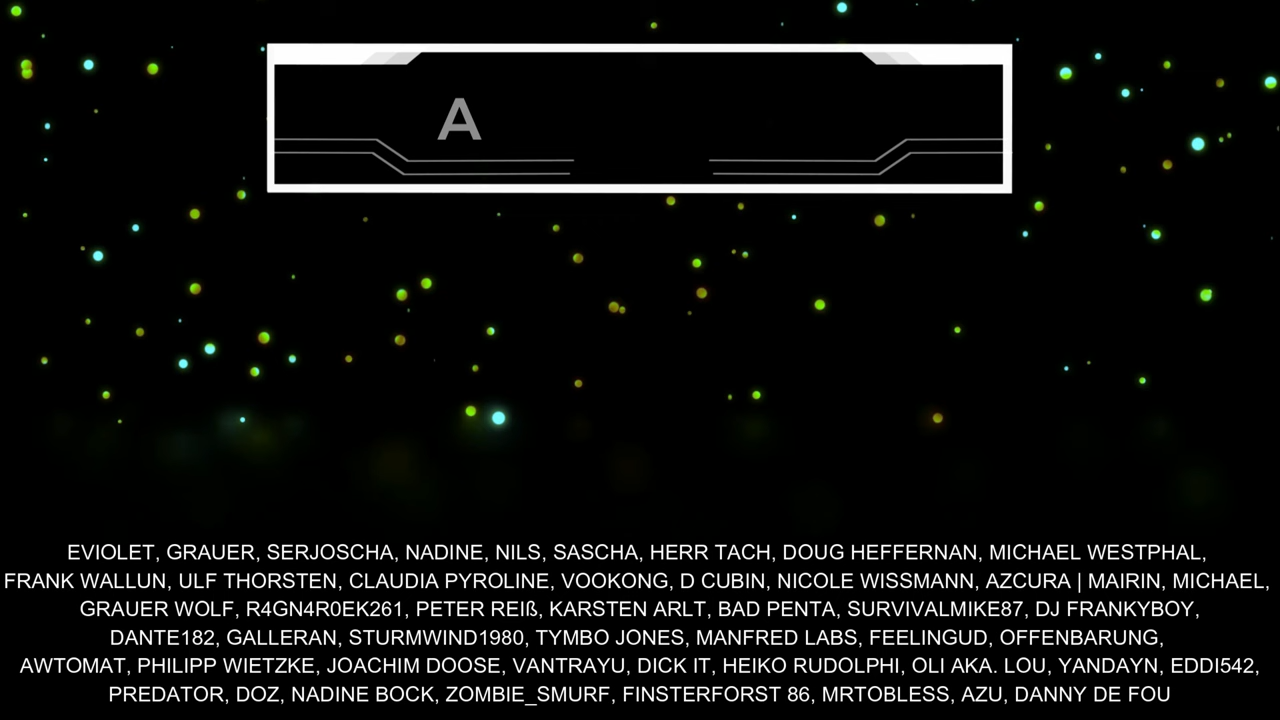 A
EVIOLET, GRAUER, SERJOSCHA, NADINE, NILS, SASCHA, HERR TACH, DOUG HEFFERNAN, MICHAEL WESTPHAL,
FRANK WALLUN, ULF THORSTEN, CLAUDIA PYROLINE, VOOKONG, D CUBIN, NICOLE WISSMANN, AZCURA | MAIRIN, MICHAEL,
GRAUER WOLF, R4GN4R0EK261, PETER REIß, KARSTEN ARLT, BAD PENTA, SURVIVALMIKE87, DJ FRANKYBOY,
DANTE182, GALLERAN, STURMWIND1980, TYMBO JONES, MANFRED LABS, FEELINGUD, OFFENBARUNG,
AWTOMAT, PHILIPP WIETZKE, JOACHIM DOOSE, VANTRAYU, DICK IT, HEIKO RUDOLPHI, OLI AKA. LOU, YANDAYN, EDDI542,
PREDATOR, DOZ, NADINE BOCK, ZOMBIE_SMURF, FINSTERFORST 86, MRTOBLESS, AZU, DANNY DE FOU